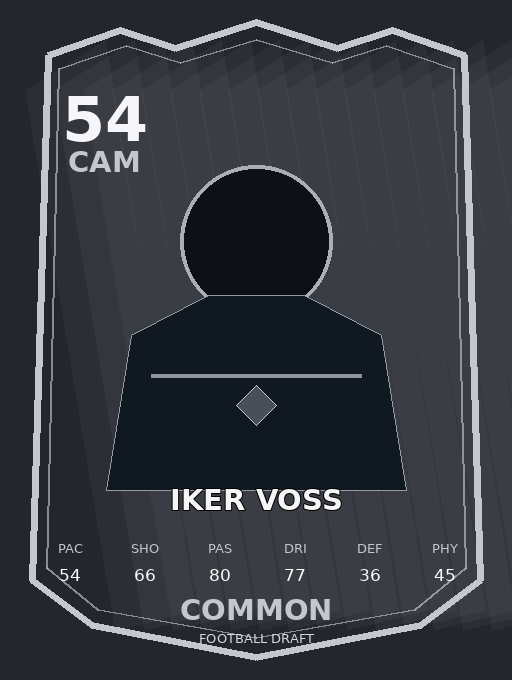 54
CAM
IKER VOSS
PAC SHO PAS DRI DEF PHY
54 66 80 77 36 45
COMMON
FOOTBALL DRAFT